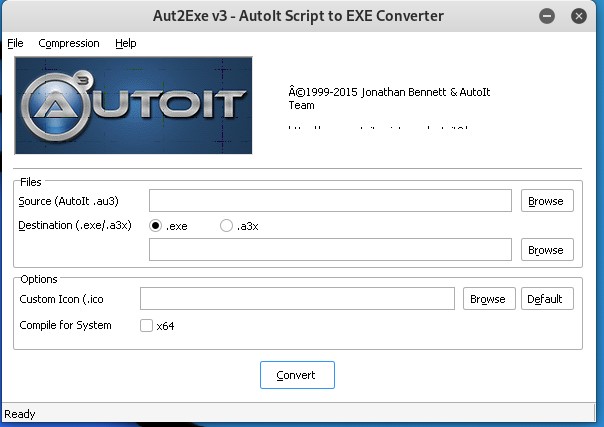 Aut2Exe v3 - AutoIt Script to EXE Converter
File Compression Help
AUTOIT 3
Â©1999-2015 Jonathan Bennett & AutoIt
Team
Files
Source (AutoIt .au3)
Browse
Destination (.exe/.a3x)
.exe
.a3x
Browse
Options
Custom Icon (.ico
Browse
Default
Compile for System
x64
Convert
Ready